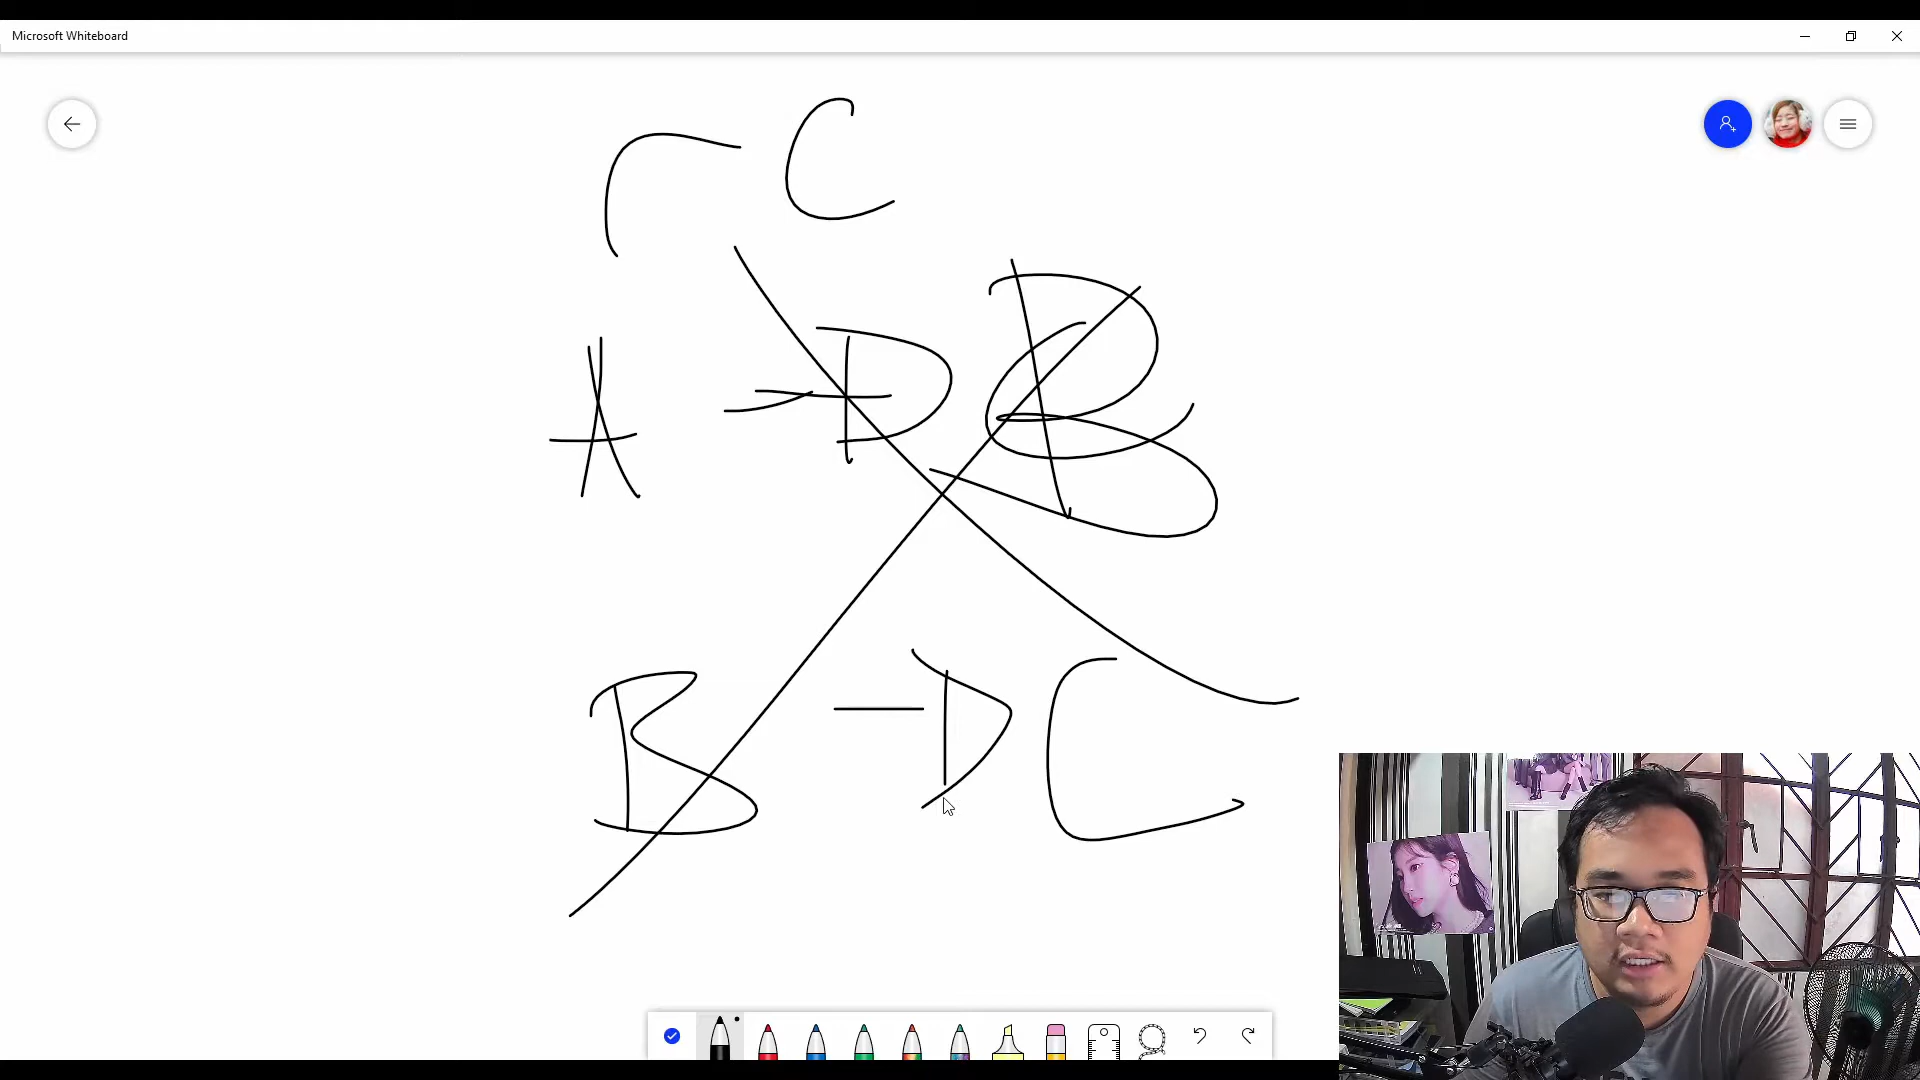 Microsoft Whiteboard
C
A → B
B → C